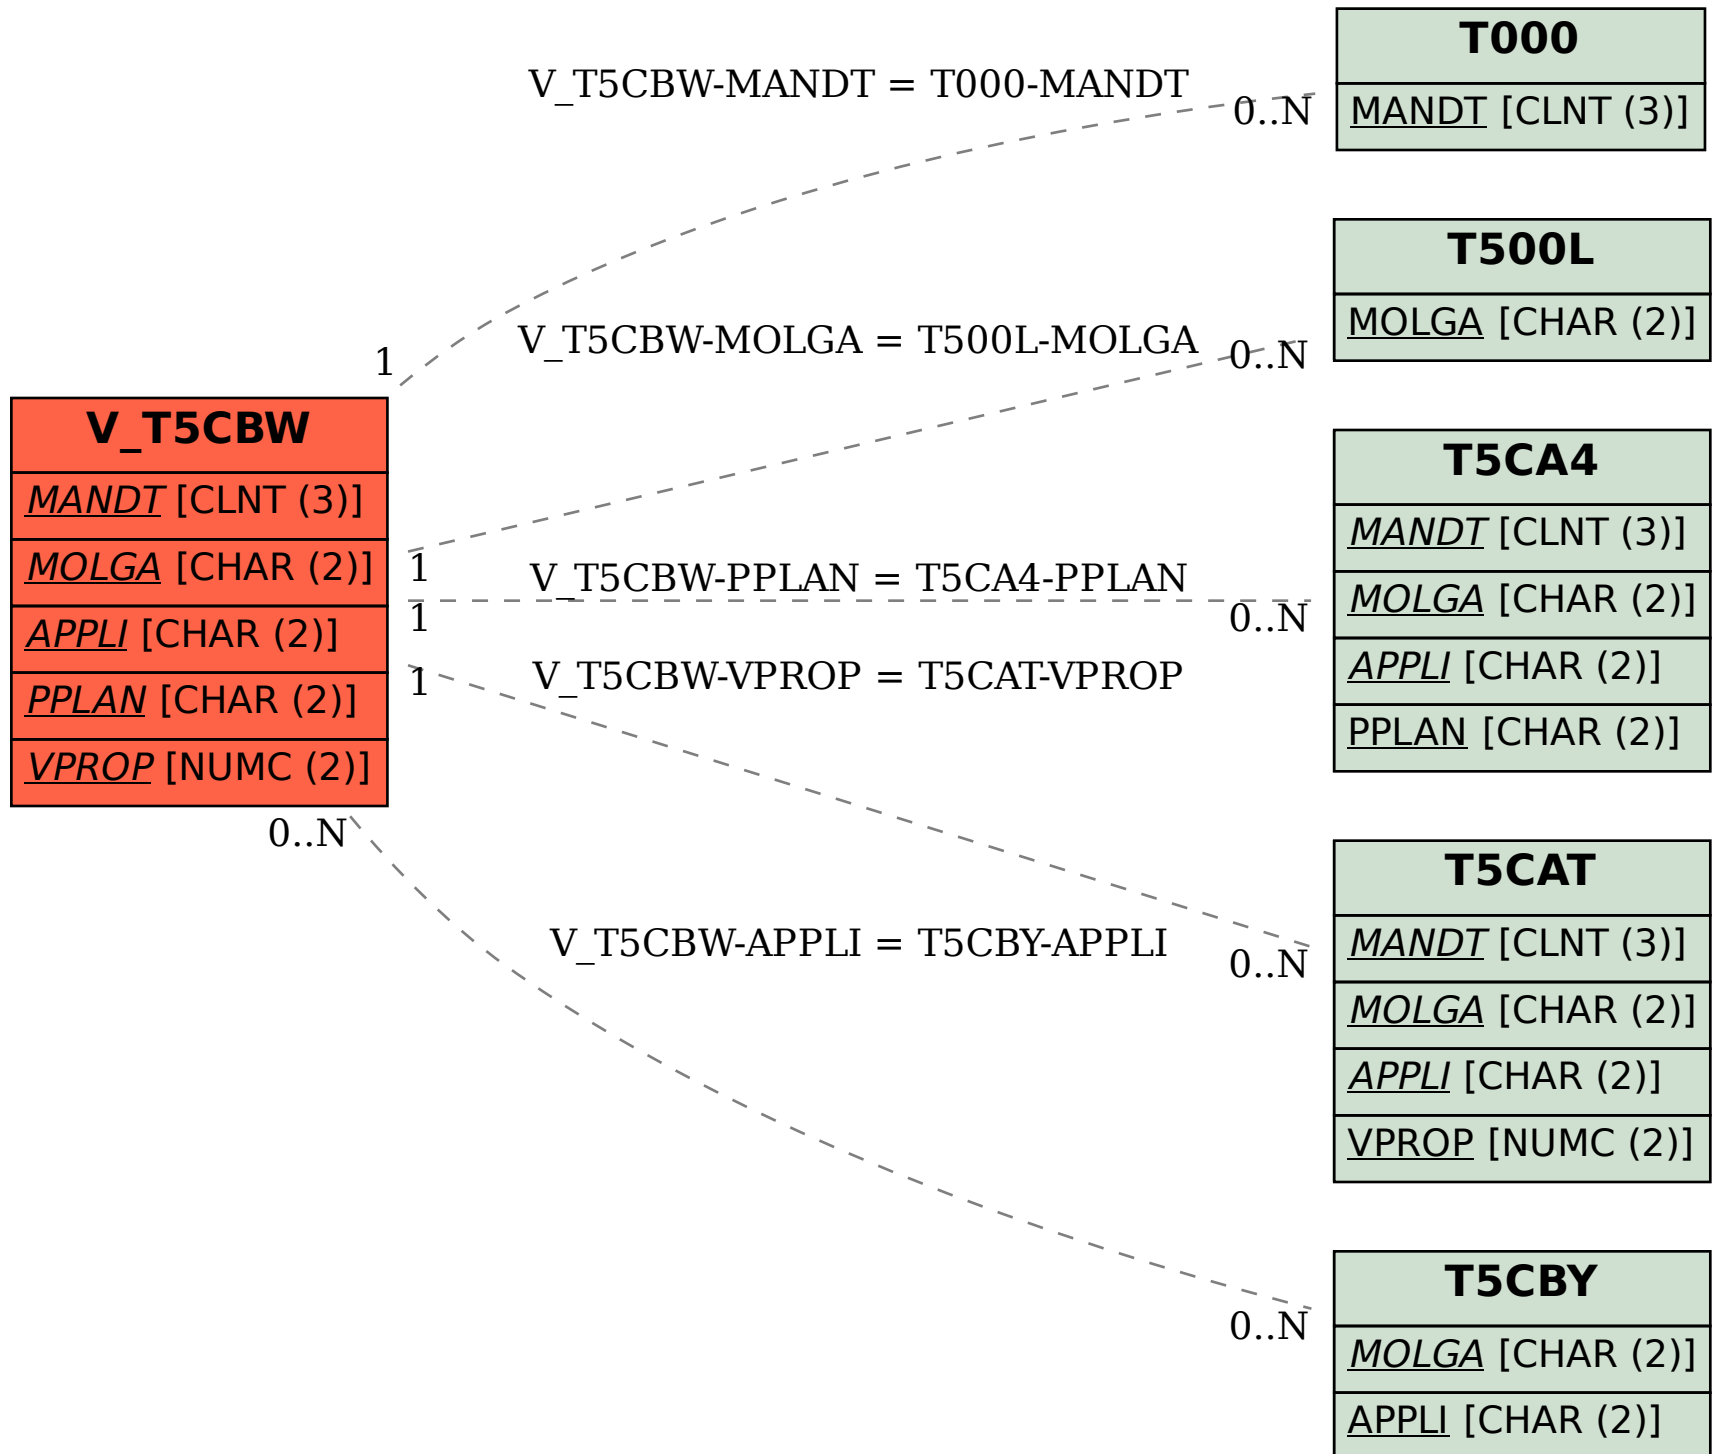 T000
MANDT [CLNT (3)]
V_T5CBW-MANDT = T000-MANDT
0..N
1
T500L
MOLGA [CHAR (2)]
V_T5CBW-MOLGA = T500L-MOLGA
0..N
1
V_T5CBW
MANDT [CLNT (3)]
MOLGA [CHAR (2)]
APPLI [CHAR (2)]
PPLAN [CHAR (2)]
VPROP [NUMC (2)]
V_T5CBW-PPLAN = T5CA4-PPLAN
1
0..N
T5CA4
MANDT [CLNT (3)]
MOLGA [CHAR (2)]
APPLI [CHAR (2)]
PPLAN [CHAR (2)]
V_T5CBW-VPROP = T5CAT-VPROP
1
0..N
T5CAT
MANDT [CLNT (3)]
MOLGA [CHAR (2)]
APPLI [CHAR (2)]
VPROP [NUMC (2)]
0..N
V_T5CBW-APPLI = T5CBY-APPLI
0..N
T5CBY
MOLGA [CHAR (2)]
APPLI [CHAR (2)]